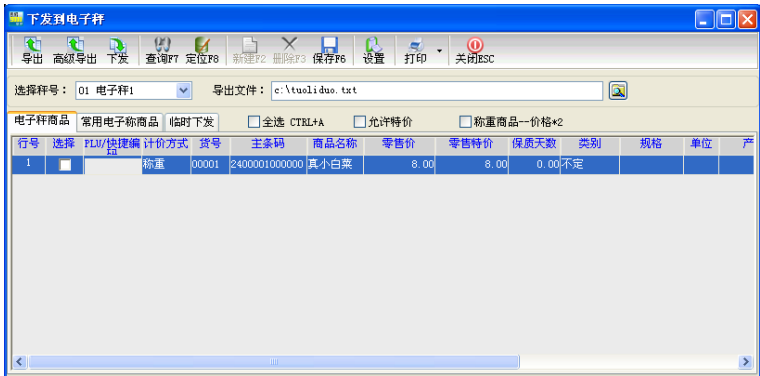 下发到电子秤
导出 高级导出 下发 查询F7 定位F8 新建F2 删除F3 保存F6 设置 打印 关闭ESC
选择秤号： 01 电子秤1 导出文件： c:\tuoliduo.txt
电子秤商品 常用电子称商品 临时下发 全选 CTRL+A 允许特价 称重商品--价格*2
行号 选择 PLU/快捷编码 计价方式 货号 主条码 商品名称 零售价 零售特价 保质天数 类别 规格 单位 产
1 称重 00001 2400001000000 真小白菜 8.00 8.00 0.00 不定